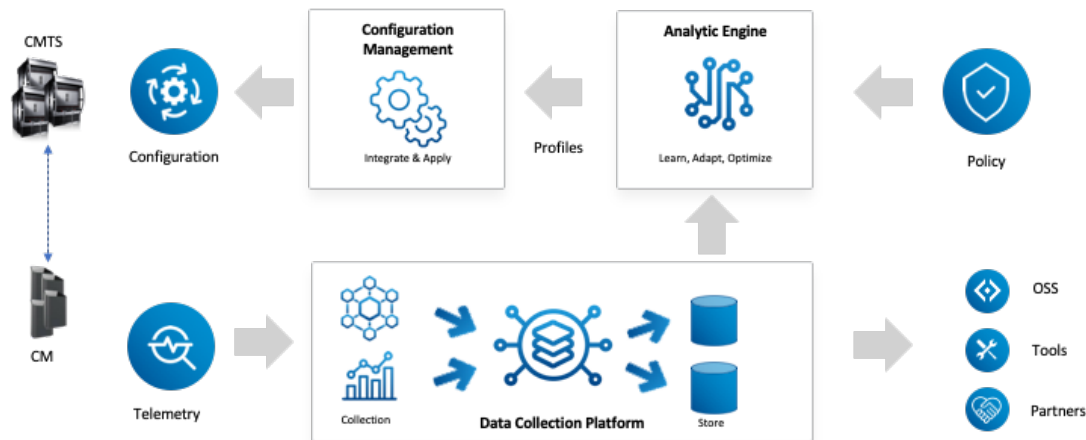 CMTS
Configuration
Configuration
Management
Integrate & Apply
Profiles
Analytic Engine
Learn, Adapt, Optimize
Policy
CM
Telemetry
Collection
Data Collection Platform
Store
OSS
Tools
Partners